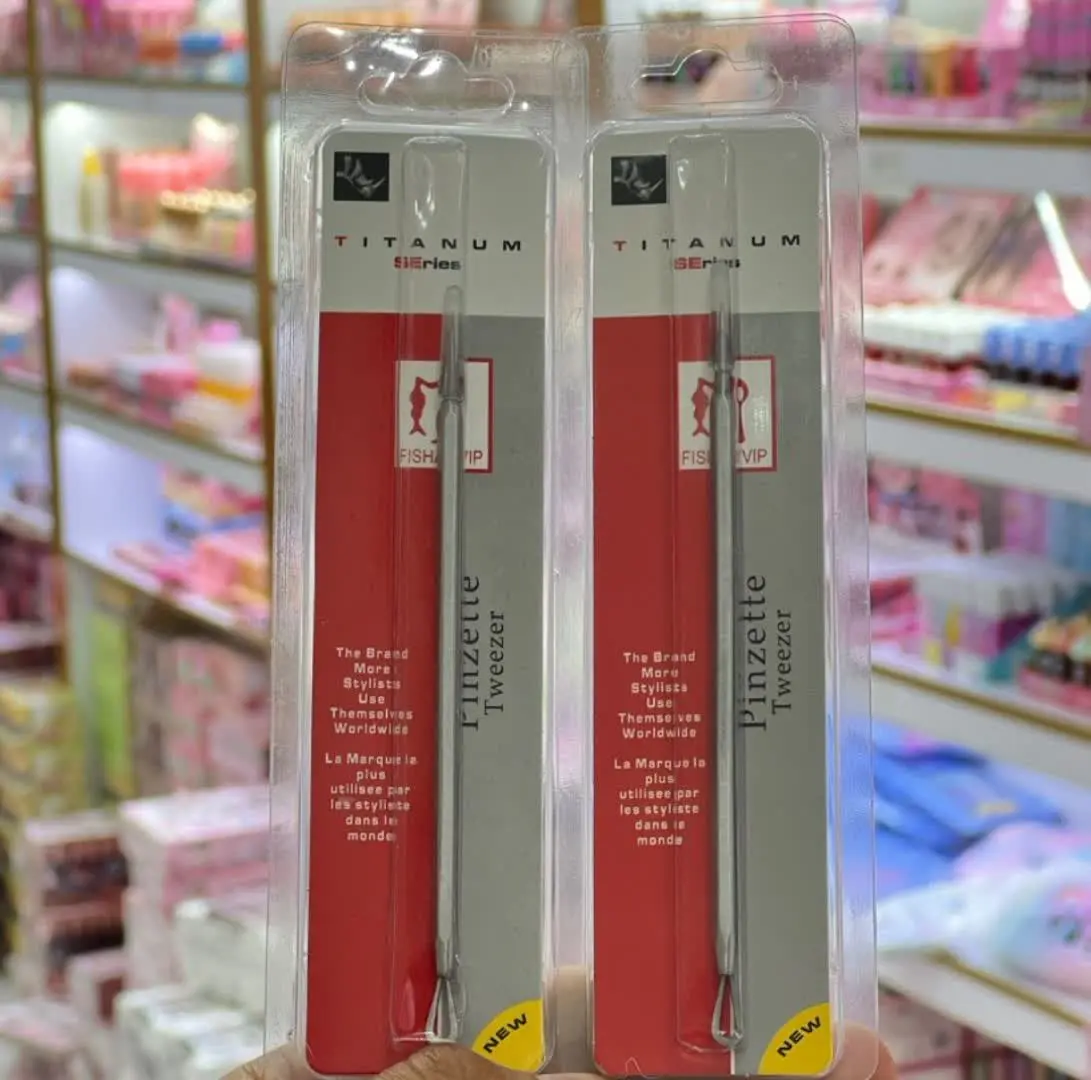 TITANUM
SEries
VIP
Pinzette
Tweezer
The Brand
More
Stylists
Use
Themselves
Worldwide
La Marque la
plus
utilisee par
les styliste
dans le
monde
NEW
TITANUM
SEries
VIP
Pinzette
Tweezer
The Brand
More
Stylists
Use
Themselves
Worldwide
La Marque la
plus
utilisee par
les styliste
dans le
monde
NEW